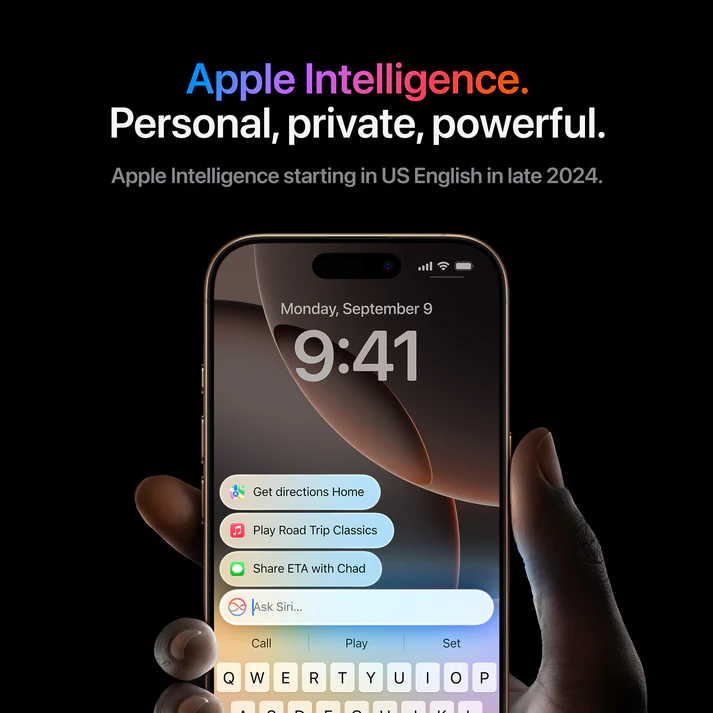 Apple Intelligence.
Personal, private, powerful.
Apple Intelligence starting in US English in late 2024.
Monday, September 9
9:41
Get directions Home
Play Road Trip Classics
Share ETA with Chad
Ask Siri...
Call Play Set
Q W E R T Y U I O P
A S D F G H J K L